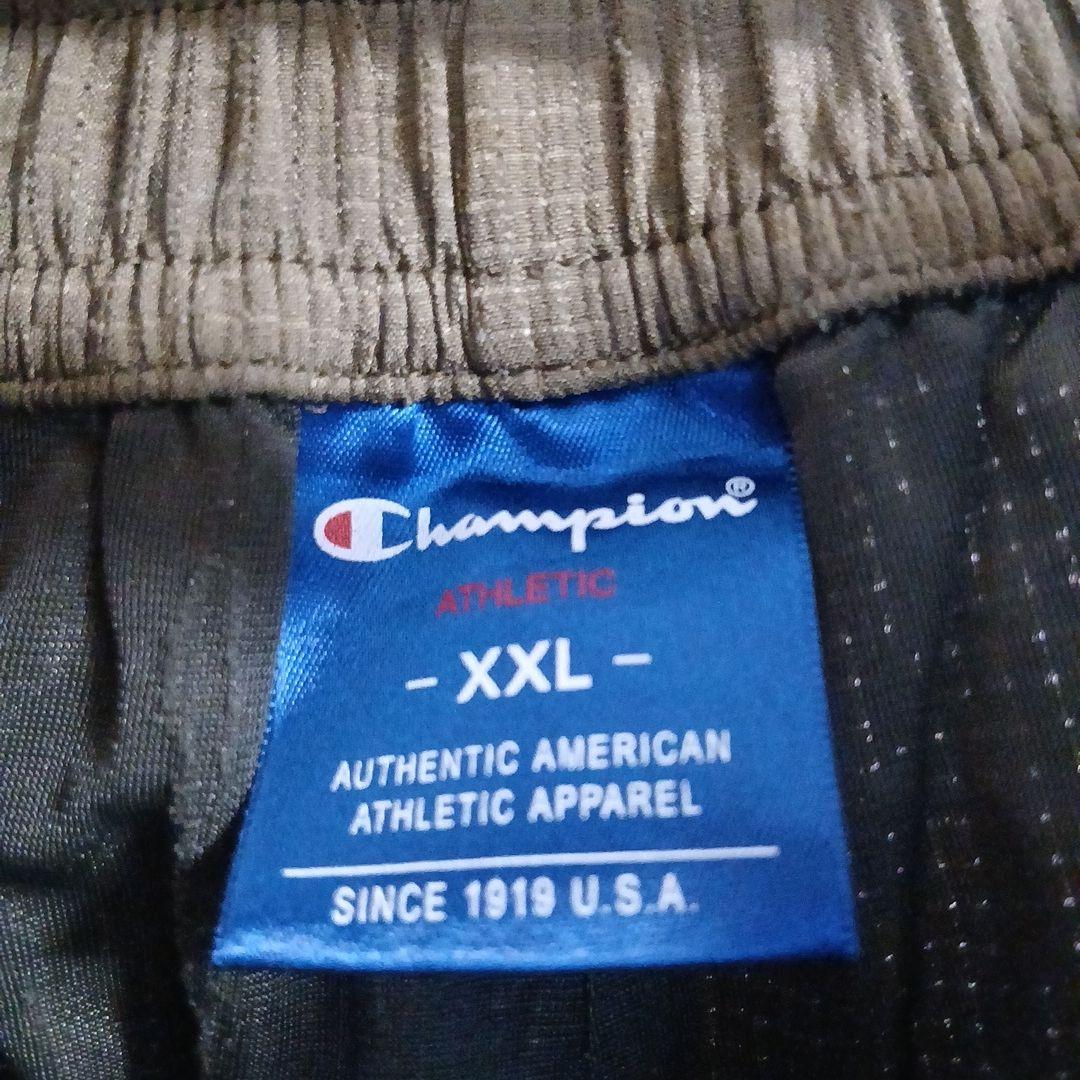 Champion®
ATHLETIC
- XXL -
AUTHENTIC AMERICAN
ATHLETIC APPAREL
SINCE 1919 U.S.A.